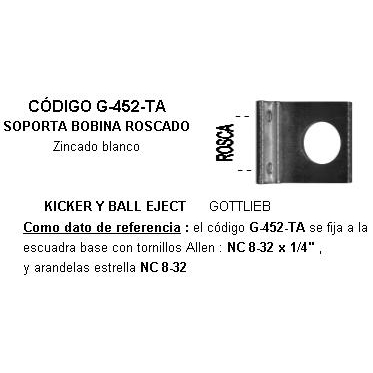 CÓDIGO G-452-TA
SOPORTA BOBINA ROSCADO
Zincado blanco
ROSCA
KICKER Y BALL EJECT GOTTLIEB
Como dato de referencia : el código G-452-TA se fija a la
escuadra base con tornillos Allen : NC 8-32 x 1/4" ,
y arandelas estrella NC 8-32